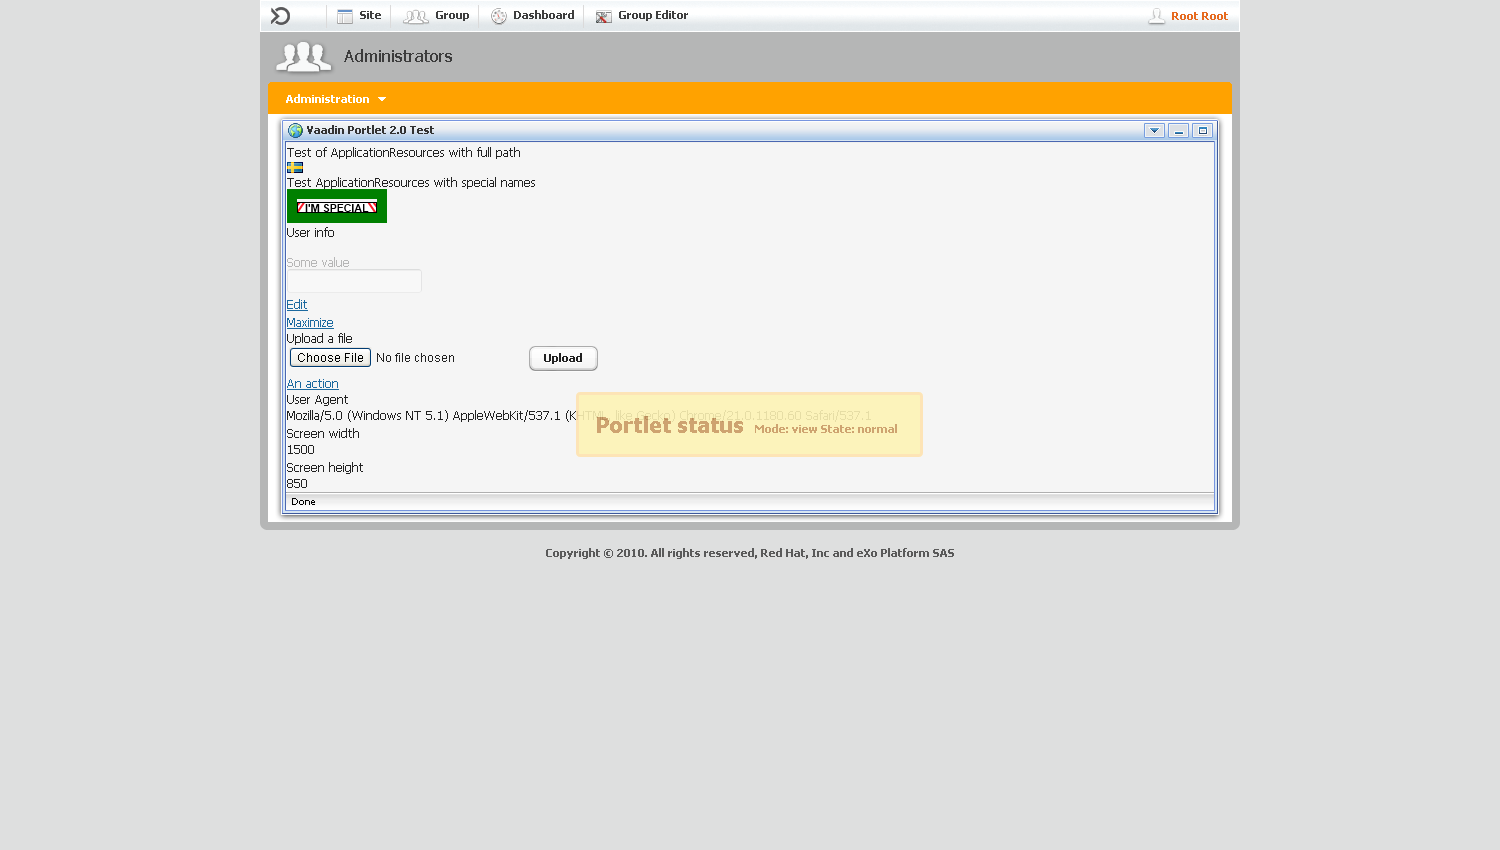 Site Group Dashboard Group Editor Root Root
Administrators
Administration
Vaadin Portlet 2.0 Test
Test of ApplicationResources with full path
Test ApplicationResources with special names
I'M SPECIAL
User info
Some value
Edit
Maximize
Upload a file
Choose File No file chosen Upload
An action
User Agent
Mozilla/5.0 (Windows NT 5.1) AppleWebKit/537.1 (KHTML, like Gecko) Chrome/21.0.1180.60 Safari/537.1
Portlet status Mode: view State: normal
Screen width
1500
Screen height
850
Done
Copyright © 2010. All rights reserved, Red Hat, Inc and eXo Platform SAS